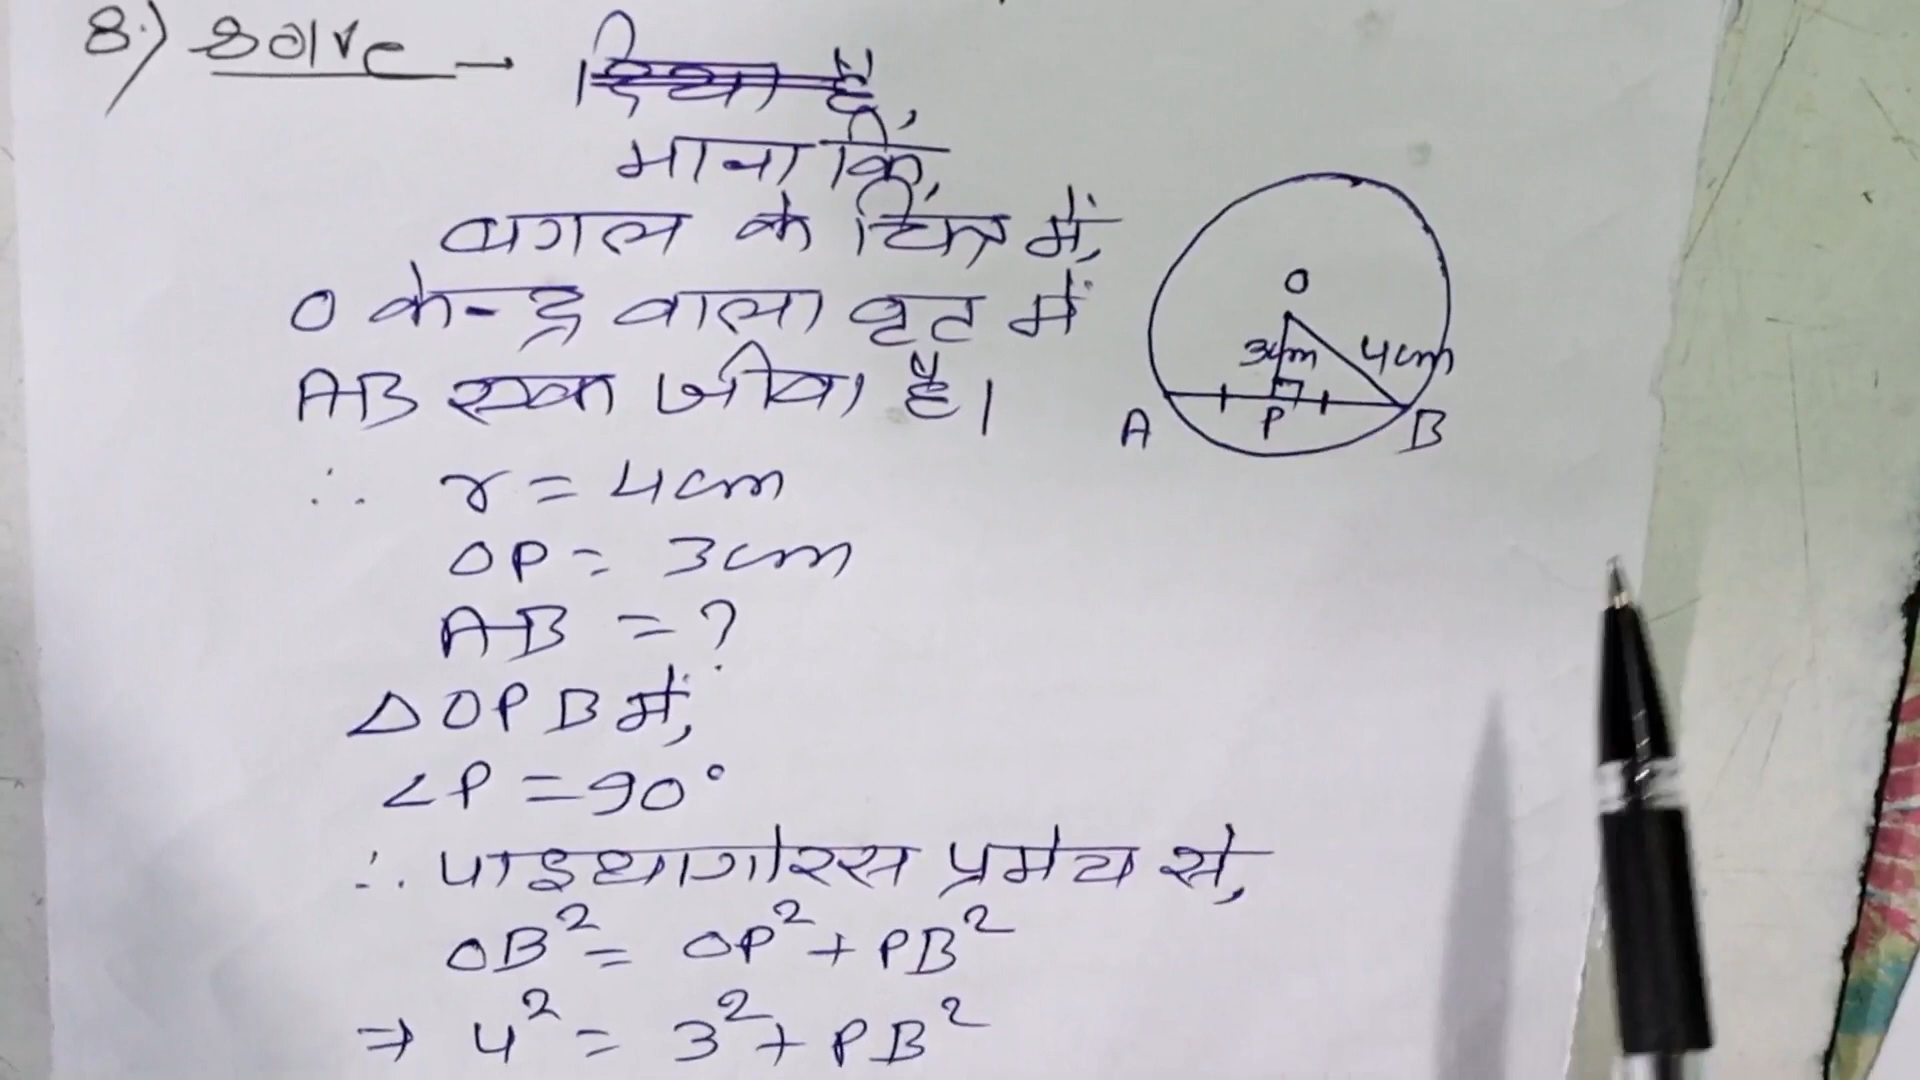 8.) Solve →
दिया है,
माना कि,
बगल के चित्र में,
O केन्द्र वाला वृत में
AB एक जीवा है।
∴ r = 4cm
OP = 3cm
AB = ?
△OPB में,
∠P = 90°
∴ पाइथागोरस प्रमेय से,
OB² = OP² + PB²
⇒ 4² = 3² + PB²
O
3cm 4cm
A P B